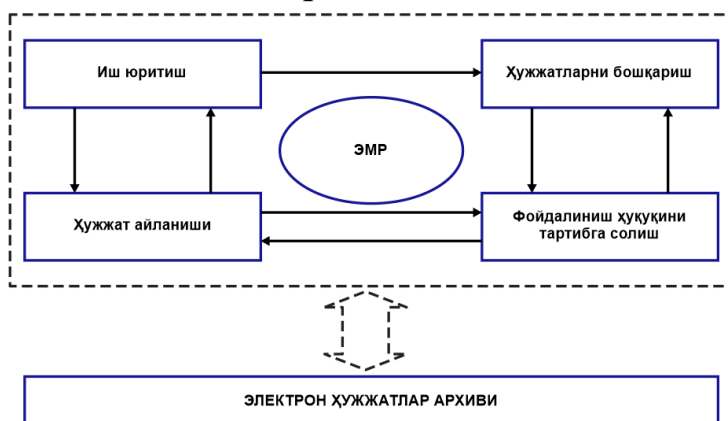 Иш юритиш
Ҳужжатларни бошқариш
ЭМР
Ҳужжат айланиши
Фойдалиниш ҳуқуқини
тартибга солиш
ЭЛЕКТРОН ҲУЖЖАТЛАР АРХИВИ